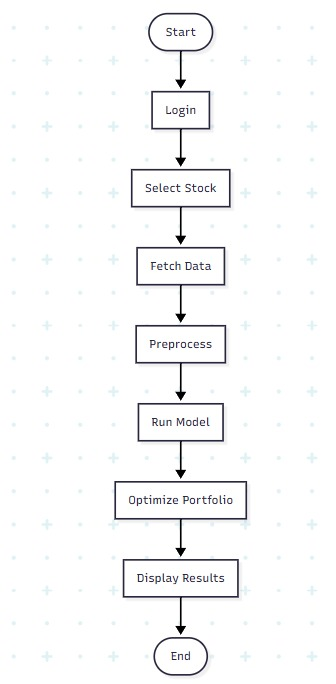 Start
Login
Select Stock
Fetch Data
Preprocess
Run Model
Optimize Portfolio
Display Results
End